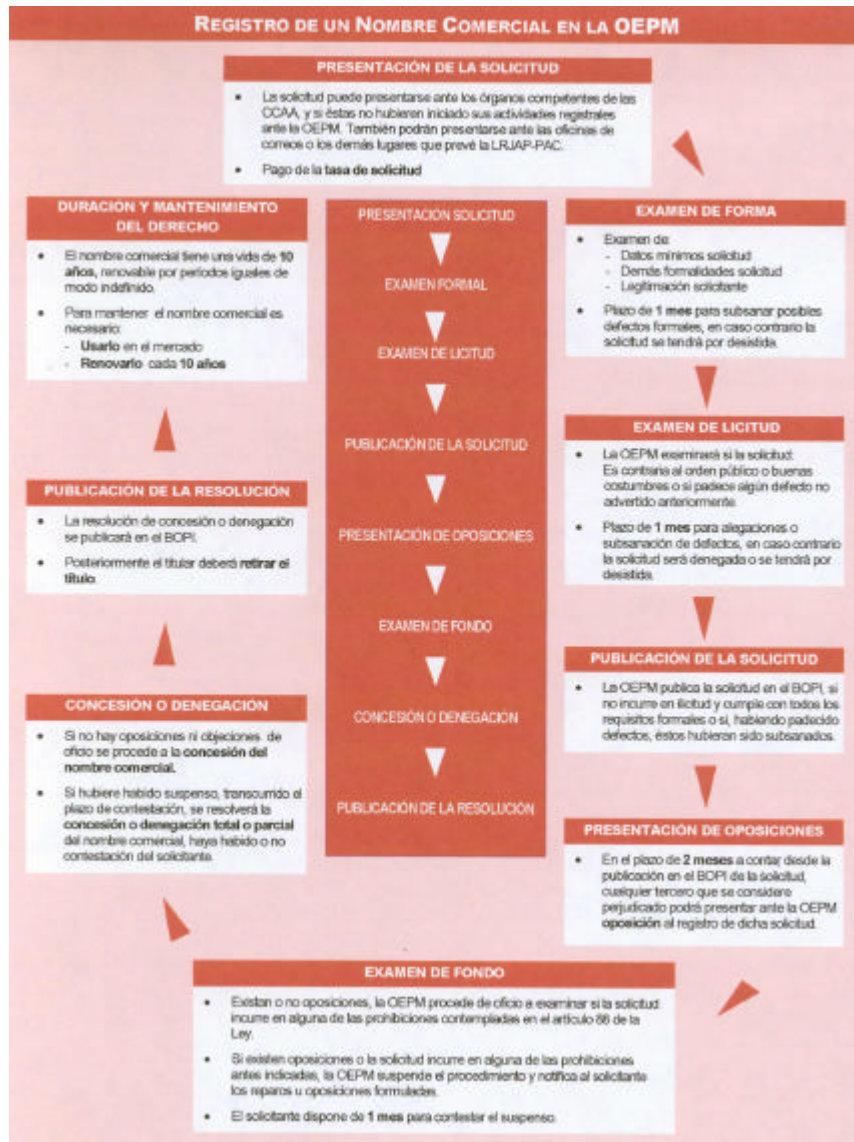 REGISTRO DE UN NOMBRE COMERCIAL EN LA OEPM
PRESENTACIÓN DE LA SOLICITUD
• La solicitud puede presentarse ante los órganos competentes de las
CCAA, y si éstas no hubieren iniciado sus actividades registrales
ante la OEPM. También podrán presentarse ante las oficinas de
correos o los demás lugares que prevé la LRJAP-PAC.
• Pago de la tasa de solicitud
EXAMEN DE FORMA
• Examen de:
- Datos mínimos solicitud
- Demás formalidades solicitud
- Legitimación solicitante
• Plazo de 1 mes para subsanar posibles
defectos formales, en caso contrario la
solicitud se tendrá por desistida.
EXAMEN DE LICITUD
• La OEPM examinará si la solicitud:
Es contraria al orden público o buenas
costumbres o si padece algún defecto no
advertido anteriormente.
• Plazo de 1 mes para alegaciones o
subsanación de defectos, en caso contrario
la solicitud será denegada o se tendrá por
desistida.
PUBLICACIÓN DE LA SOLICITUD
• La OEPM publica la solicitud en el BOPI, si
no incurre en ilicitud y cumple con todos los
requisitos formales o si, habiendo padecido
defectos, éstos hubieran sido subsanados.
PRESENTACIÓN DE OPOSICIONES
• En el plazo de 2 meses a contar desde la
publicación en el BOPI de la solicitud,
cualquier tercero que se considere
perjudicado podrá presentar ante la OEPM
oposición al registro de dicha solicitud.
EXAMEN DE FONDO
• Existan o no oposiciones, la OEPM procede de oficio a examinar si la solicitud
incurre en alguna de las prohibiciones contempladas en el artículo 88 de la
Ley.
• Si existen oposiciones o la solicitud incurre en alguna de las prohibiciones
antes indicadas, la OEPM suspende el procedimiento y notifica al solicitante
los reparos u oposiciones formuladas.
• El solicitante dispone de 1 mes para contestar el suspenso.
CONCESIÓN O DENEGACIÓN
• Si no hay oposiciones ni objeciones de
oficio se procede a la concesión del
nombre comercial.
• Si hubiere habido suspenso, transcurrido el
plazo de contestación, se resolverá la
concesión o denegación total o parcial
del nombre comercial, haya habido o no
contestación del solicitante.
PUBLICACIÓN DE LA RESOLUCIÓN
• La resolución de concesión o denegación
se publicará en el BOPI.
• Posteriormente el titular deberá retirar el
título.
DURACIÓN Y MANTENIMIENTO
DEL DERECHO
• El nombre comercial tiene una vida de 10
años, renovable por períodos iguales de
modo indefinido.
• Para mantener el nombre comercial es
necesario:
- Usarlo en el mercado
- Renovarlo cada 10 años
PRESENTACIÓN SOLICITUD
EXAMEN FORMAL
EXAMEN DE LICITUD
PUBLICACIÓN DE LA SOLICITUD
PRESENTACIÓN DE OPOSICIONES
EXAMEN DE FONDO
CONCESIÓN O DENEGACIÓN
PUBLICACIÓN DE LA RESOLUCIÓN